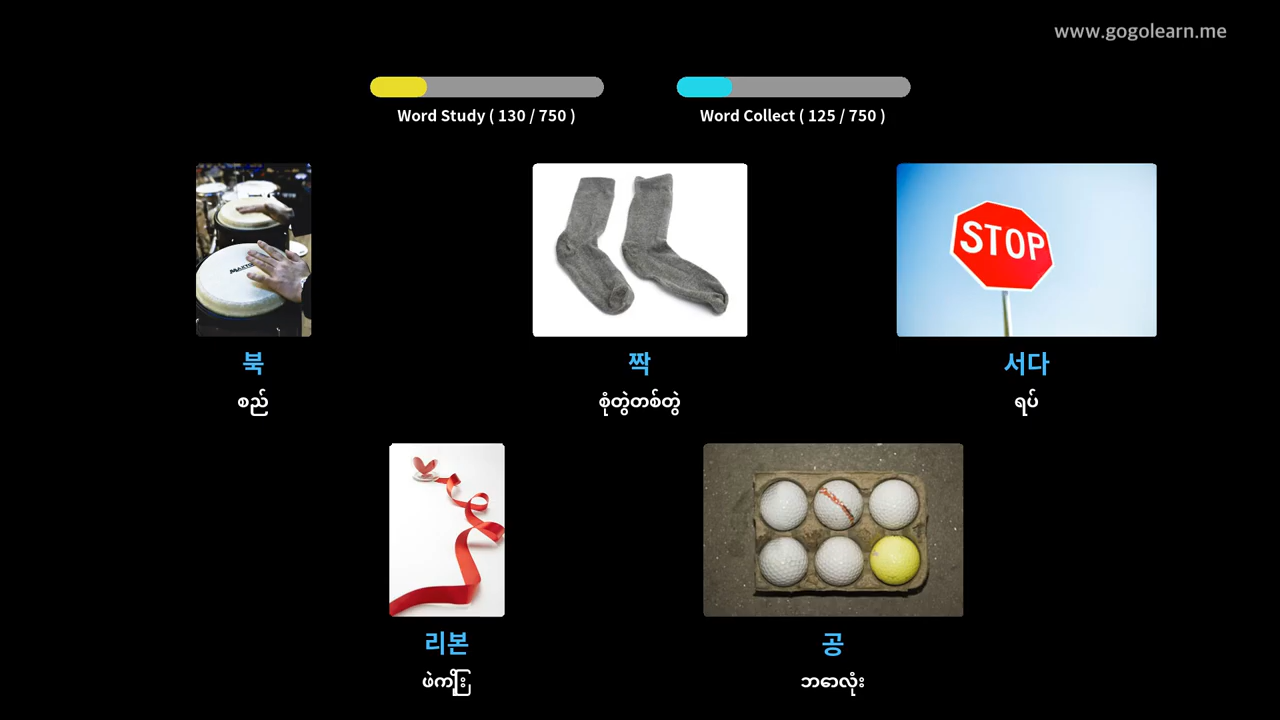 www.gogolearn.me
Word Study ( 130 / 750 )
Word Collect ( 125 / 750 )
STOP
북
짝
서다
စည်
စုံတွဲတစ်တွဲ
ရပ်
리본
공
ဖဲကြိုး
ဘောလုံး